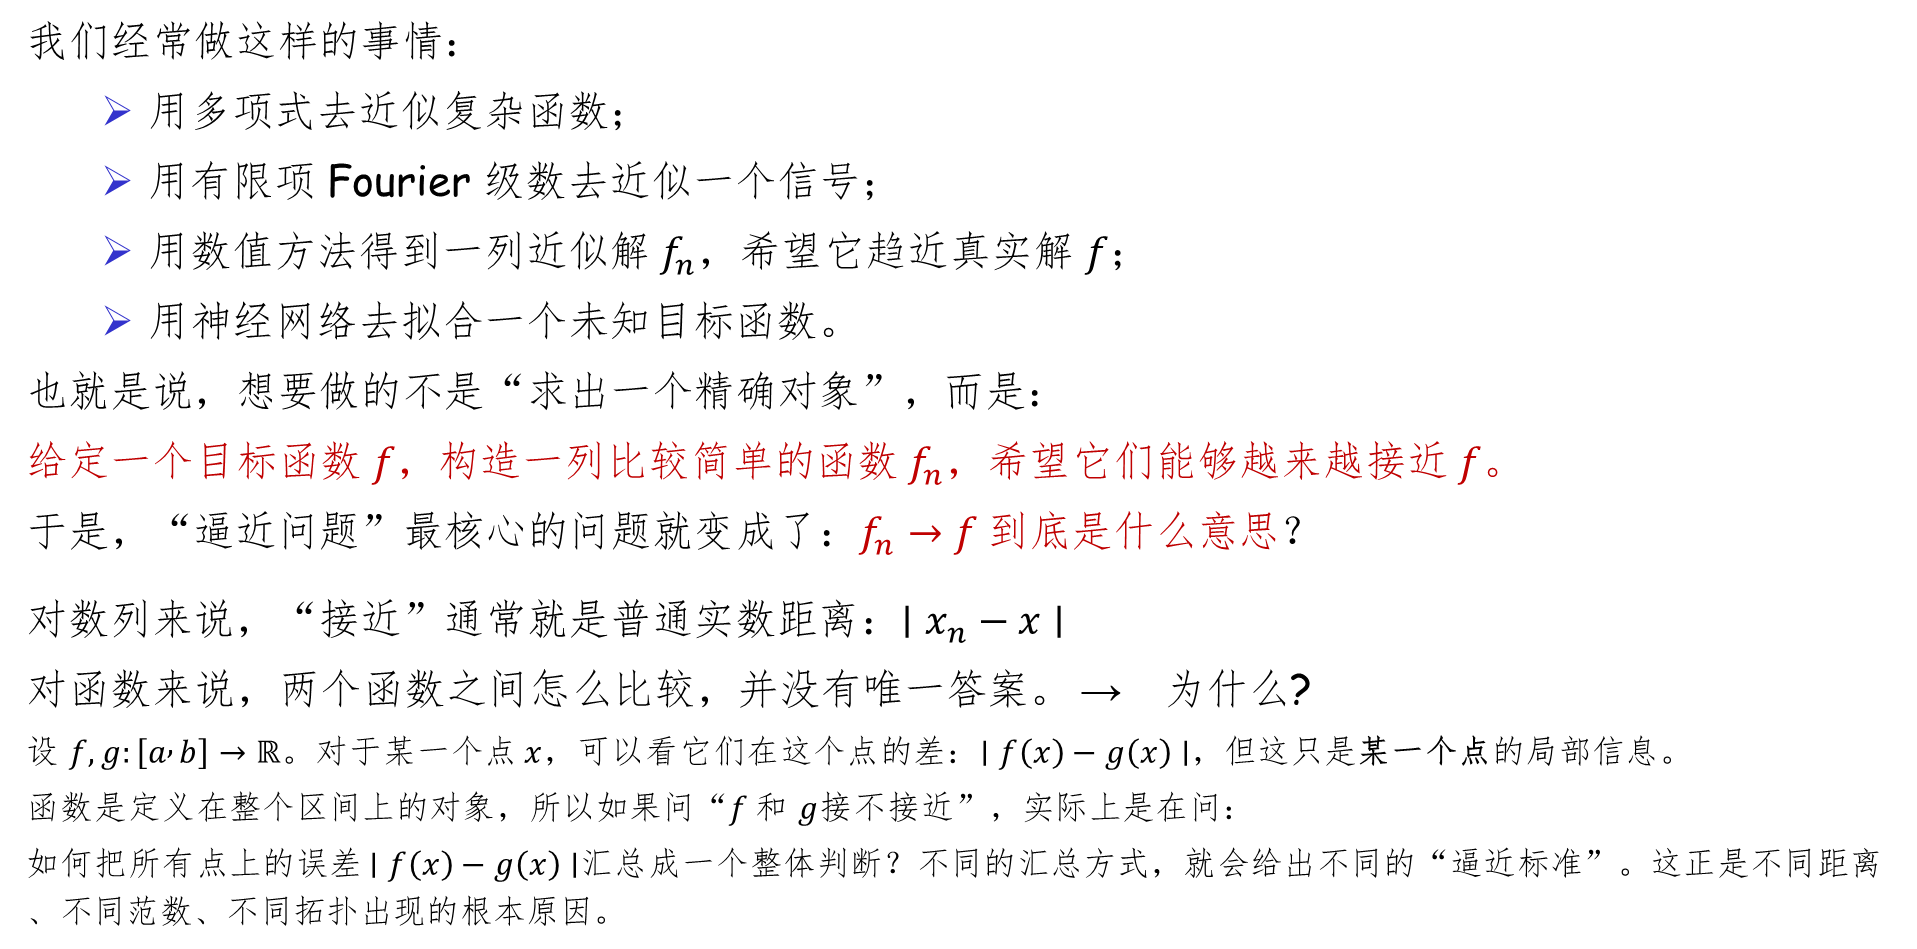 我们经常做这样的事情：
➢ 用多项式去近似复杂函数；
➢ 用有限项 Fourier 级数去近似一个信号；
➢ 用数值方法得到一列近似解 fₙ，希望它趋近真实解 f；
➢ 用神经网络去拟合一个未知目标函数。
也就是说，想要做的不是“求出一个精确对象”，而是：
给定一个目标函数 f，构造一列比较简单的函数 fₙ，希望它们能够越来越接近 f。
于是，“逼近问题”最核心的问题就变成了：fₙ → f 到底是什么意思？
对数列来说，“接近”通常就是普通实数距离：| xₙ − x |
对函数来说，两个函数之间怎么比较，并没有唯一答案。 → 为什么?
设 f, g: [a, b] → ℝ。对于某一个点 x，可以看它们在这个点的差：| f(x) − g(x) |，但这只是某一个点的局部信息。
函数是定义在整个区间上的对象，所以如果问“f 和 g接不接近”，实际上是在问：
如何把所有点上的误差| f(x) − g(x) |汇总成一个整体判断？不同的汇总方式，就会给出不同的“逼近标准”。这正是不同距离
、不同范数、不同拓扑出现的根本原因。